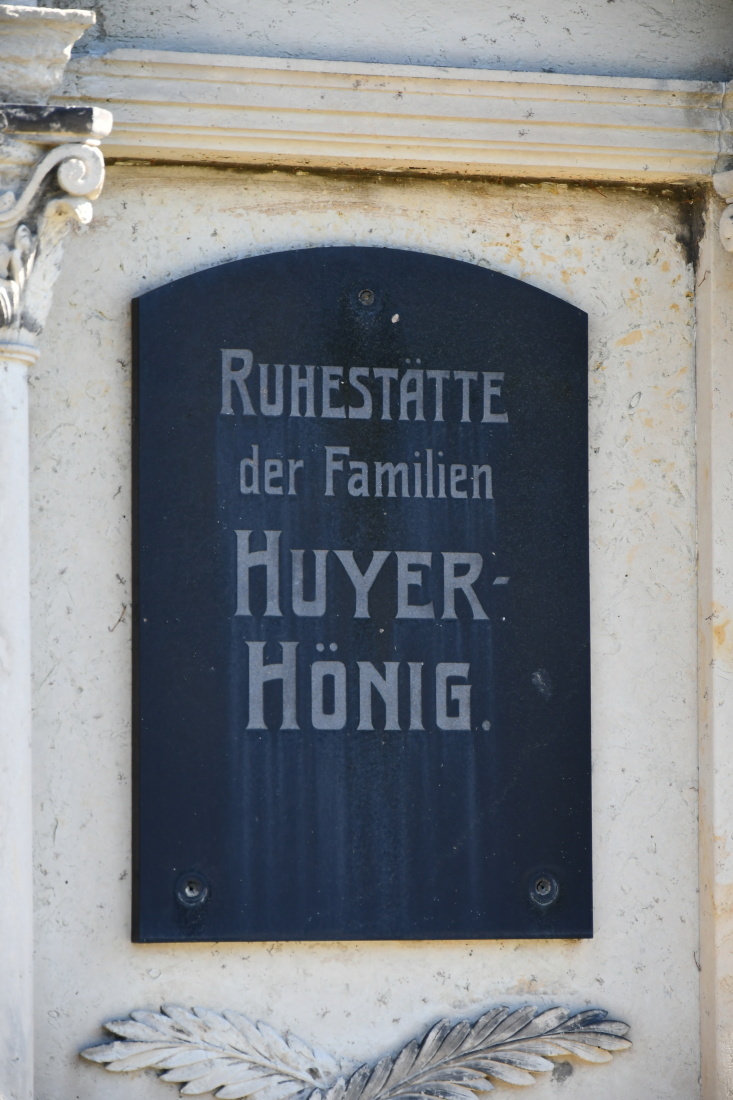 RUHESTÄTTE
der Familien
HUYER-
HÖNIG.